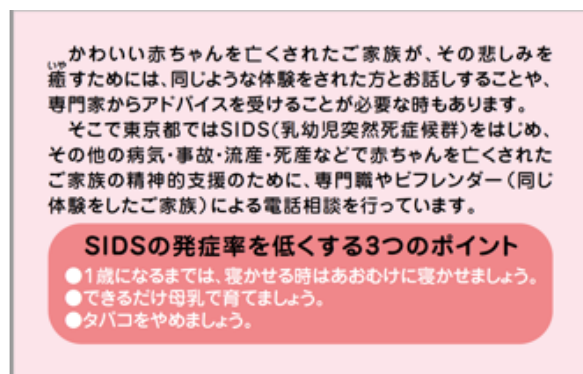 かわいい赤ちゃんを亡くされたご家族が、その悲しみを
癒すためには、同じような体験をされた方とお話しすることや、
専門家からアドバイスを受けることが必要な時もあります。
そこで東京都ではSIDS(乳幼児突然死症候群)をはじめ、
その他の病気・事故・流産・死産などで赤ちゃんを亡くされた
ご家族の精神的支援のために、専門職やビフレンダー(同じ
体験をしたご家族)による電話相談を行っています。
SIDSの発症率を低くする3つのポイント
●1歳になるまでは、寝かせる時はあおむけに寝かせましょう。
●できるだけ母乳で育てましょう。
●タバコをやめましょう。